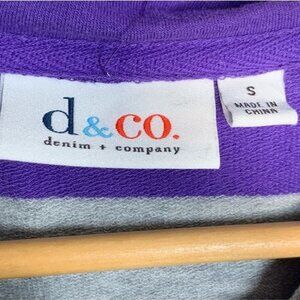 d&co.
denim + company
S
MADE IN
CHINA